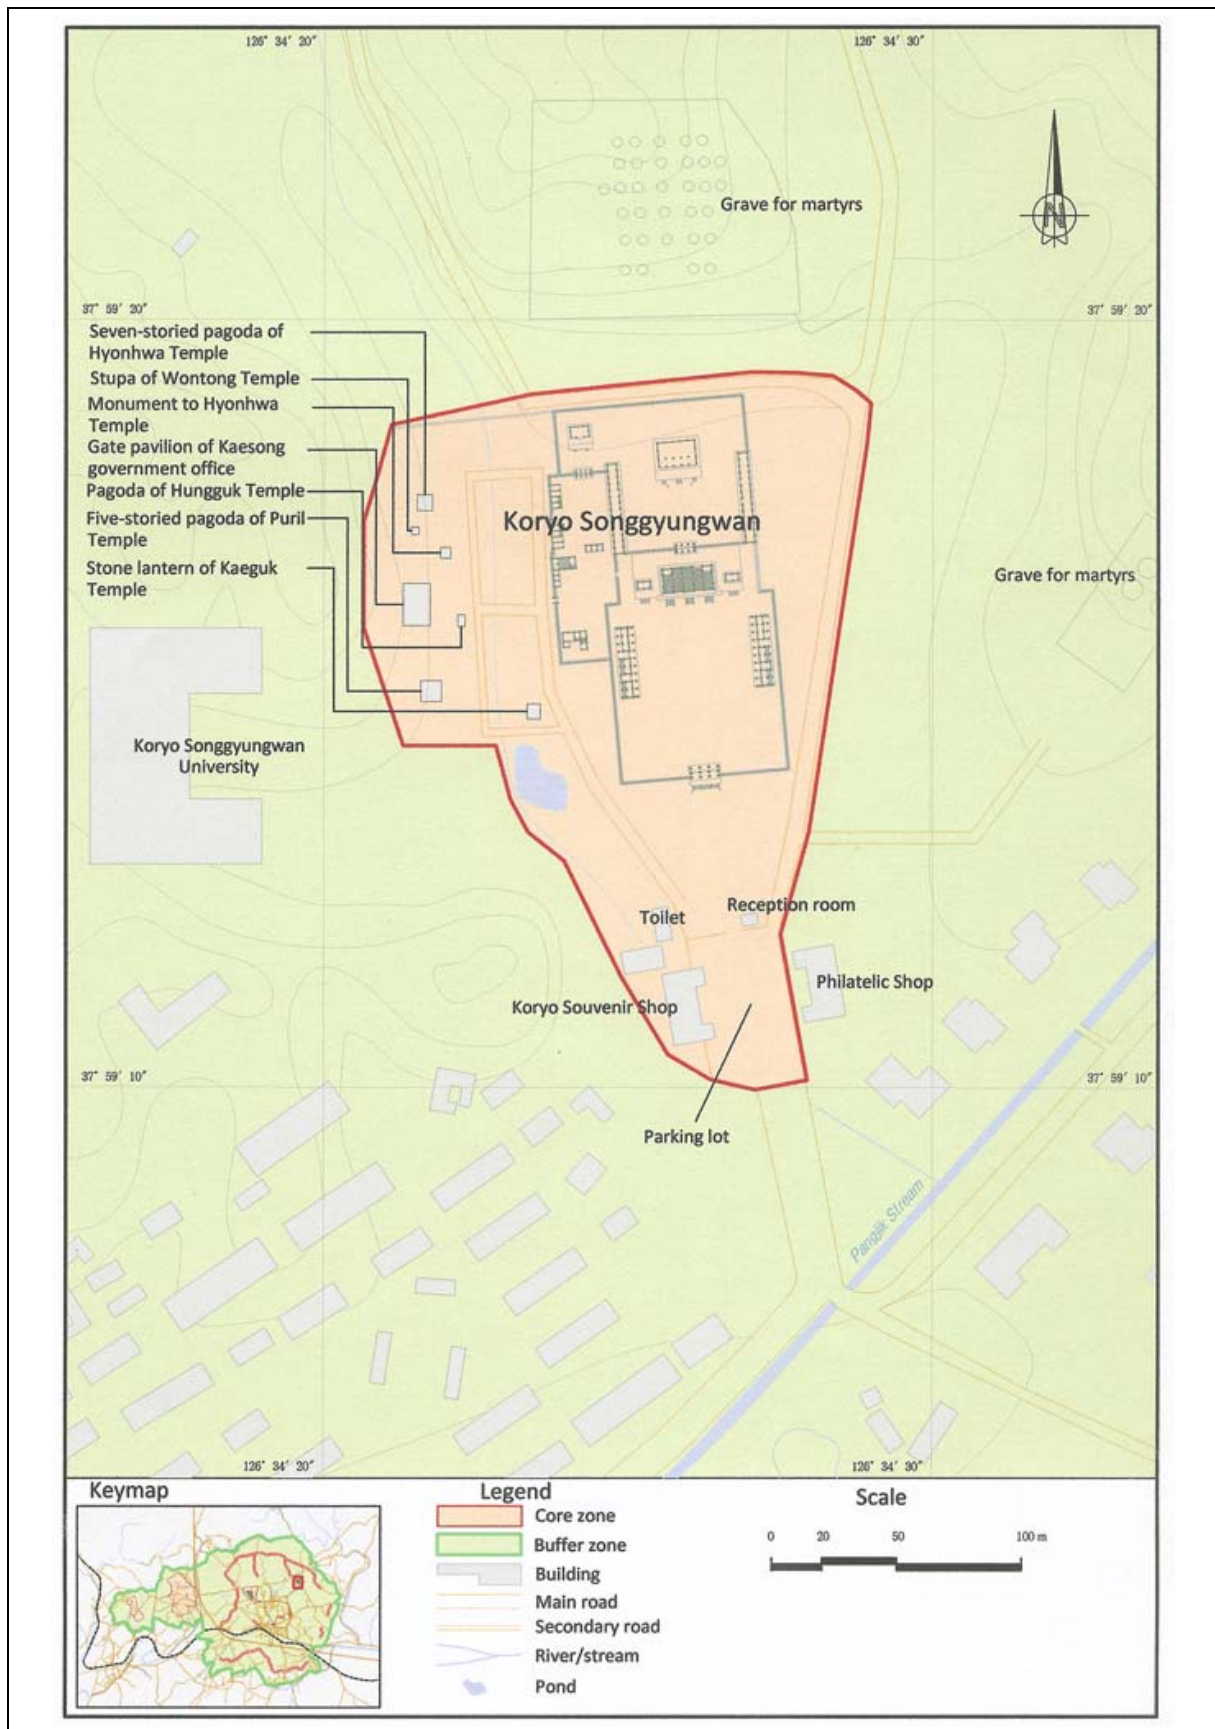 126° 34′ 20″
126° 34′ 30″
N
Grave for martyrs
37° 59′ 20″
37° 59′ 20″
Seven-storied pagoda of
Hyonhwa Temple
Stupa of Wontong Temple
Monument to Hyonhwa
Temple
Gate pavilion of Kaesong
government office
Pagoda of Hungguk Temple
Five-storied pagoda of Puril
Temple
Stone lantern of Kaeguk
Temple
Koryo Songgyungwan
Grave for martyrs
Koryo Songgyungwan
University
Toilet
Reception room
Koryo Souvenir Shop
Philatelic Shop
37° 59′ 10″
37° 59′ 10″
Parking lot
Pangjik Stream
126° 34′ 20″
126° 34′ 30″
Keymap
Legend
Core zone
Buffer zone
Building
Main road
Secondary road
River/stream
Pond
Scale
0 20 50 100 m